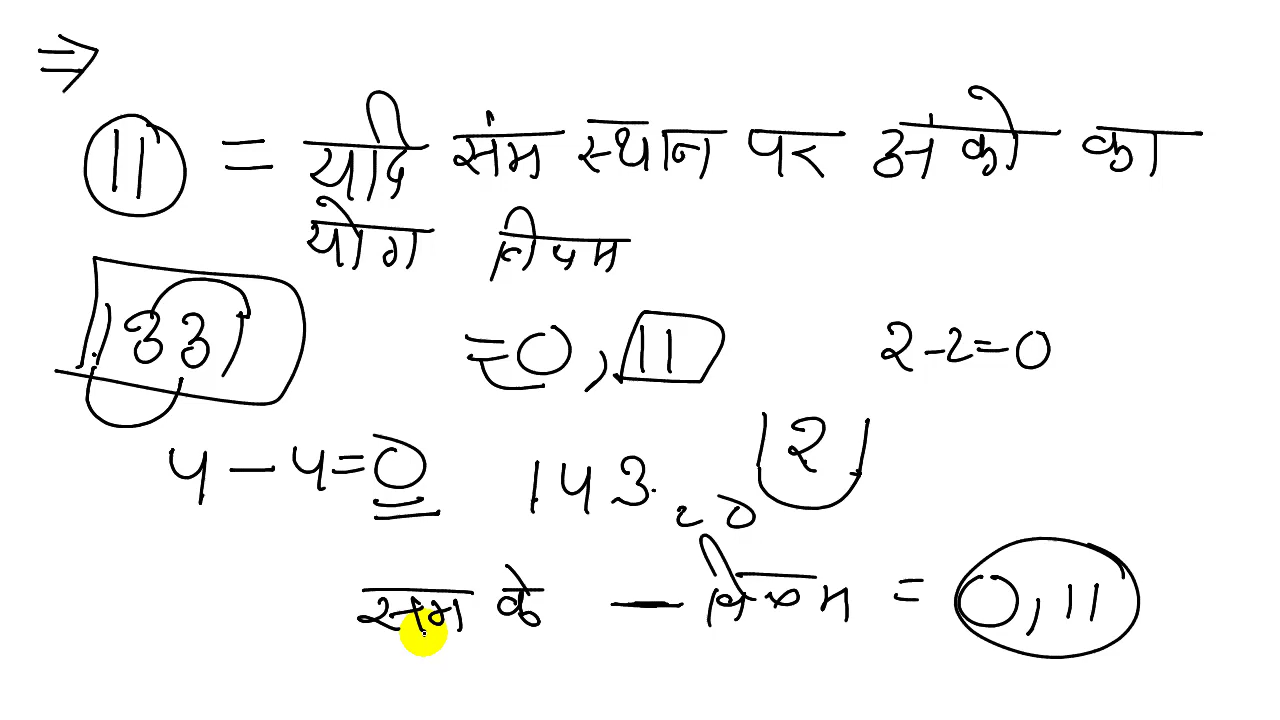 ⇒
11 = यदि संम स्थान पर अंको का
योग विषम
1331 = 0, 11 2-2=0
4 - 4 = 0 143 121
20
सम के - विषम = 0, 11